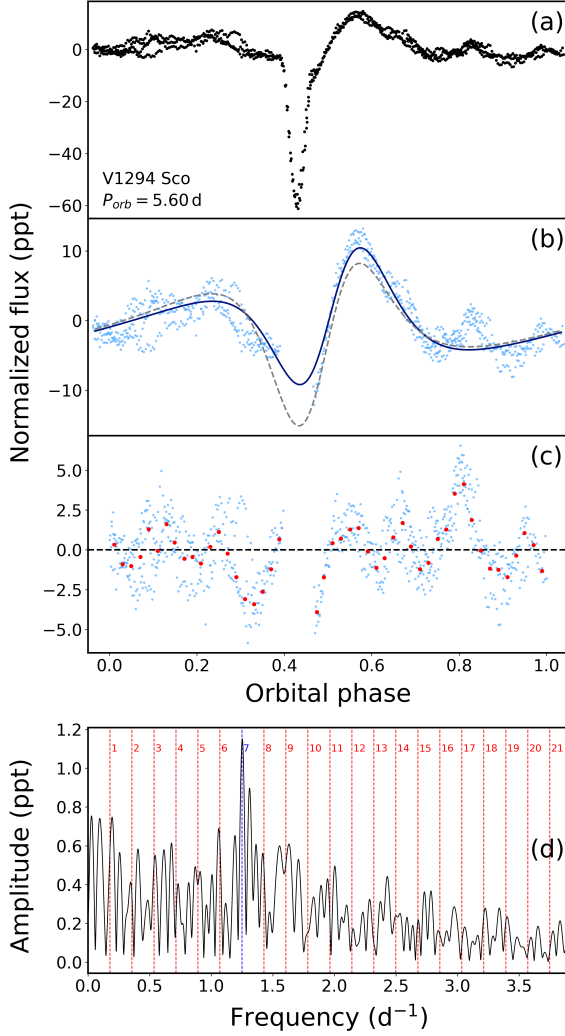 (a)
0
−20
−40
−60
V1294 Sco
P_orb = 5.60 d
Normalized flux (ppt)
(b)
10
0
−10
(c)
5.0
2.5
0.0
−2.5
−5.0
0.0 0.2 0.4 0.6 0.8 1.0
Orbital phase
1.2
1.0
0.8
0.6
0.4
0.2
0.0
1 2 3 4 5 6 7 8 9 10 11 12 13 14 15 16 17 18 19 20 21
(d)
Amplitude (ppt)
0.0 0.5 1.0 1.5 2.0 2.5 3.0 3.5
Frequency (d⁻¹)